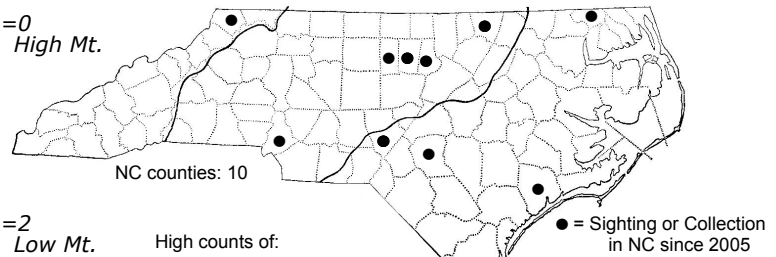 =0
High Mt.
NC counties: 10
=2
Low Mt.
High counts of:
● = Sighting or Collection
in NC since 2005